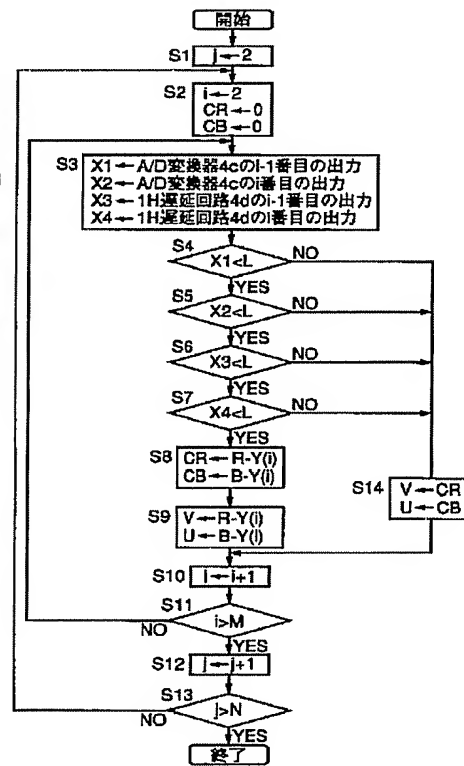 開始
S1
j←2
S2
i←2
CR←0
CB←0
S3
X1←A/D変換器4cのi-1番目の出力
X2←A/D変換器4cのi番目の出力
X3←1H遅延回路4dのi-1番目の出力
X4←1H遅延回路4dのi番目の出力
S4
X1<L
NO
YES
S5
X2<L
NO
YES
S6
X3<L
NO
YES
S7
X4<L
NO
YES
S8
CR←R-Y(i)
CB←B-Y(i)
S14
V←CR
U←CB
S9
V←R-Y(i)
U←B-Y(i)
S10
i←i+1
S11
i>M
NO
YES
S12
j←j+1
S13
j>N
NO
YES
終了